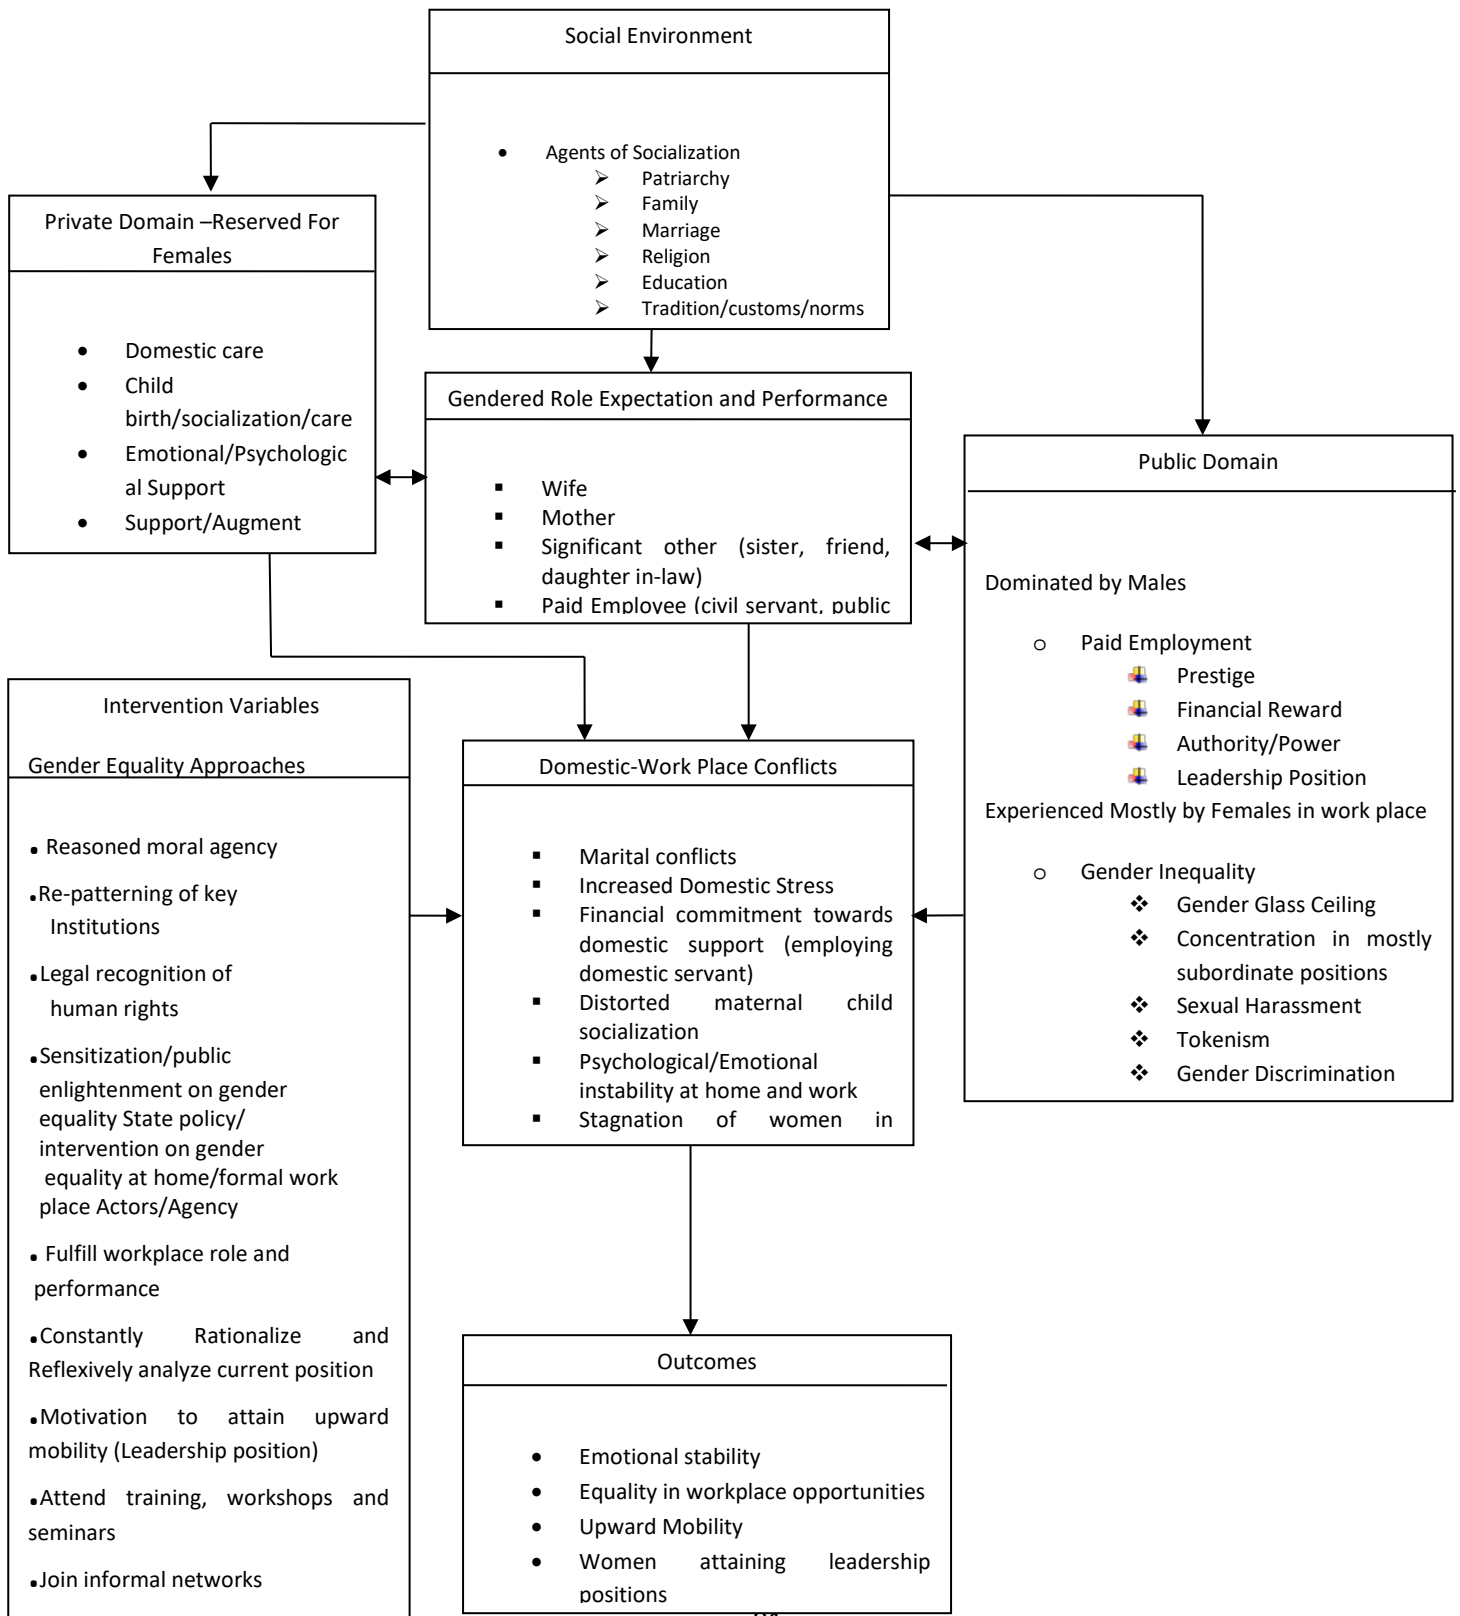 Social Environment
• Agents of Socialization
➢ Patriarchy
➢ Family
➢ Marriage
➢ Religion
➢ Education
➢ Tradition/customs/norms
Private Domain –Reserved For
Females
• Domestic care
• Child
birth/socialization/care
• Emotional/Psychologic
al Support
• Support/Augment
Gendered Role Expectation and Performance
▪ Wife
▪ Mother
▪ Significant other (sister, friend,
daughter in-law)
▪ Paid Employee (civil servant, public
Public Domain
Dominated by Males
o Paid Employment
Prestige
Financial Reward
Authority/Power
Leadership Position
Experienced Mostly by Females in work place
o Gender Inequality
❖ Gender Glass Ceiling
❖ Concentration in mostly
subordinate positions
❖ Sexual Harassment
❖ Tokenism
❖ Gender Discrimination
Intervention Variables
Gender Equality Approaches
. Reasoned moral agency
.Re-patterning of key
Institutions
.Legal recognition of
human rights
.Sensitization/public
enlightenment on gender
equality State policy/
intervention on gender
equality at home/formal work
place Actors/Agency
. Fulfill workplace role and
performance
.Constantly Rationalize and
Reflexively analyze current position
.Motivation to attain upward
mobility (Leadership position)
.Attend training, workshops and
seminars
.Join informal networks
Domestic-Work Place Conflicts
▪ Marital conflicts
▪ Increased Domestic Stress
▪ Financial commitment towards
domestic support (employing
domestic servant)
▪ Distorted maternal child
socialization
▪ Psychological/Emotional
instability at home and work
▪ Stagnation of women in
Outcomes
• Emotional stability
• Equality in workplace opportunities
• Upward Mobility
• Women attaining leadership
positions